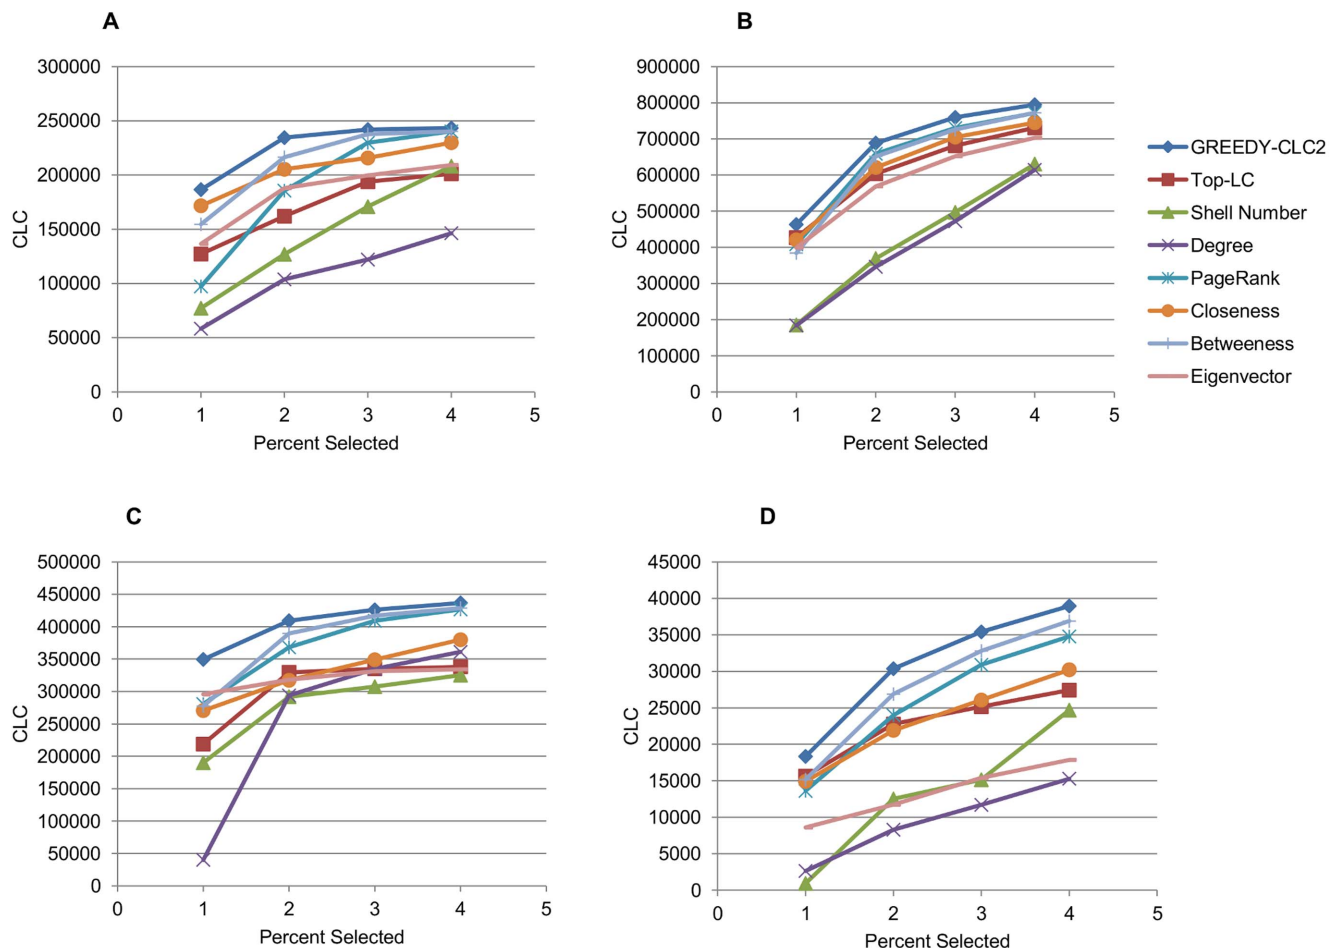 A
300000
250000
200000
150000
100000
50000
0
CLC
0 1 2 3 4 5
Percent Selected
B
900000
800000
700000
600000
500000
400000
300000
200000
100000
0
CLC
0 1 2 3 4 5
Percent Selected
GREEDY-CLC2
Top-LC
Shell Number
Degree
PageRank
Closeness
Betweeness
Eigenvector
C
500000
450000
400000
350000
300000
250000
200000
150000
100000
50000
0
CLC
0 1 2 3 4 5
Percent Selected
D
45000
40000
35000
30000
25000
20000
15000
10000
5000
0
CLC
0 1 2 3 4 5
Percent Selected